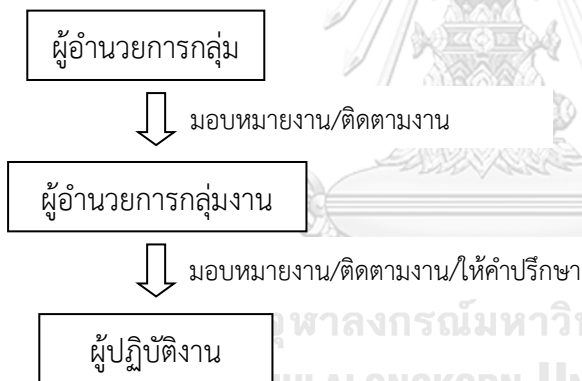 ผู้อำนวยการกลุ่ม
มอบหมายงาน/ติดตามงาน
ผู้อำนวยการกลุ่มงาน
มอบหมายงาน/ติดตามงาน/ให้คำปรึกษา
ผู้ปฏิบัติงาน